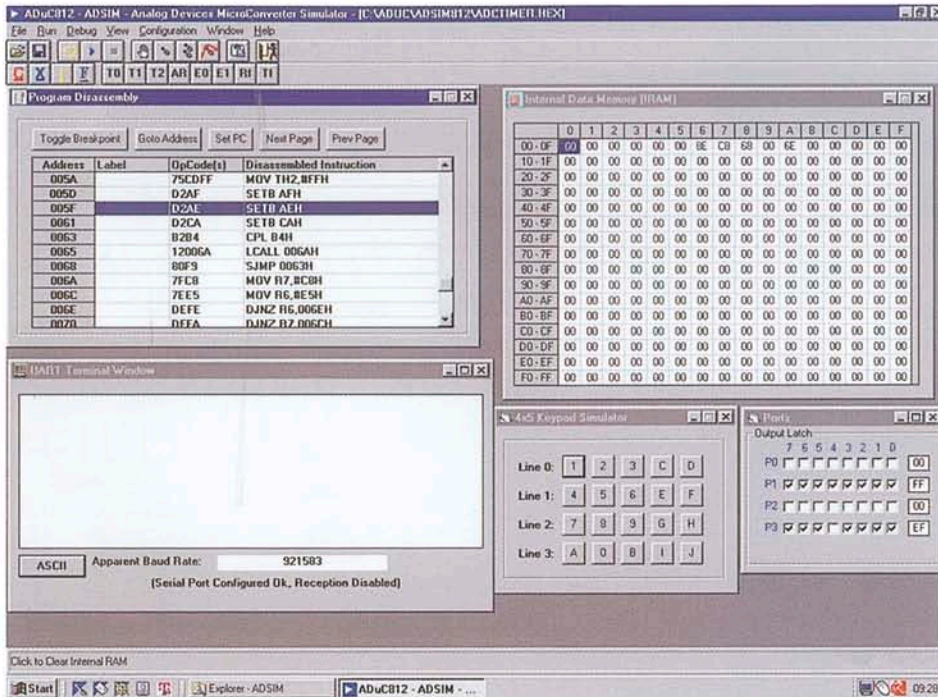 ADuC812 - ADSIM - Analog Devices MicroConverter Simulator - [C:\ADUC\ADSIM812\ADCTIMER.HEX]
File Run Debug View Configuration Window Help
T0 T1 T2 AR E0 E1 RI TI
Program Disassembly
Toggle Breakpoint Goto Address Set PC Next Page Prev Page
Address Label OpCode(s) Disassembled Instruction
005A 75CDFF MOV TH2,#FFH
005D D2AF SETB AFH
005F D2AE SETB AEH
0061 D2CA SETB CAH
0063 B2B4 CPL B4H
0065 12006A LCALL 006AH
0068 80F9 SJMP 0063H
006A 7FC8 MOV R7,#C8H
006C 7EE5 MOV R6,#E5H
006E DEFE DJNZ R6,006EH
0070 DFFA DJNZ R7,006CH
Internal Data Memory (IRAM)
0 1 2 3 4 5 6 7 8 9 A B C D E F
00 - 0F 00 00 00 00 00 00 8E C8 68 00 6E 00 00 00 00 00
10 - 1F 00 00 00 00 00 00 00 00 00 00 00 00 00 00 00 00
20 - 2F 00 00 00 00 00 00 00 00 00 00 00 00 00 00 00 00
30 - 3F 00 00 00 00 00 00 00 00 00 00 00 00 00 00 00 00
40 - 4F 00 00 00 00 00 00 00 00 00 00 00 00 00 00 00 00
50 - 5F 00 00 00 00 00 00 00 00 00 00 00 00 00 00 00 00
60 - 6F 00 00 00 00 00 00 00 00 00 00 00 00 00 00 00 00
70 - 7F 00 00 00 00 00 00 00 00 00 00 00 00 00 00 00 00
80 - 8F 00 00 00 00 00 00 00 00 00 00 00 00 00 00 00 00
90 - 9F 00 00 00 00 00 00 00 00 00 00 00 00 00 00 00 00
A0 - AF 00 00 00 00 00 00 00 00 00 00 00 00 00 00 00 00
B0 - BF 00 00 00 00 00 00 00 00 00 00 00 00 00 00 00 00
C0 - CF 00 00 00 00 00 00 00 00 00 00 00 00 00 00 00 00
D0 - DF 00 00 00 00 00 00 00 00 00 00 00 00 00 00 00 00
E0 - EF 00 00 00 00 00 00 00 00 00 00 00 00 00 00 00 00
F0 - FF 00 00 00 00 00 00 00 00 00 00 00 00 00 00 00 00
UART Terminal Window
ASCII Apparent Baud Rate: 921583
(Serial Port Configured Ok, Reception Disabled)
4x5 Keypad Simulator
Line 0: 1 2 3 C D
Line 1: 4 5 6 E F
Line 2: 7 8 9 G H
Line 3: A 0 B I J
Ports
Output Latch
7 6 5 4 3 2 1 0
P0 00
P1 FF
P2 00
P3 EF
Click to Clear Internal RAM
Start Explorer - ADSIM ADuC812 - ADSIM - ... 09:28